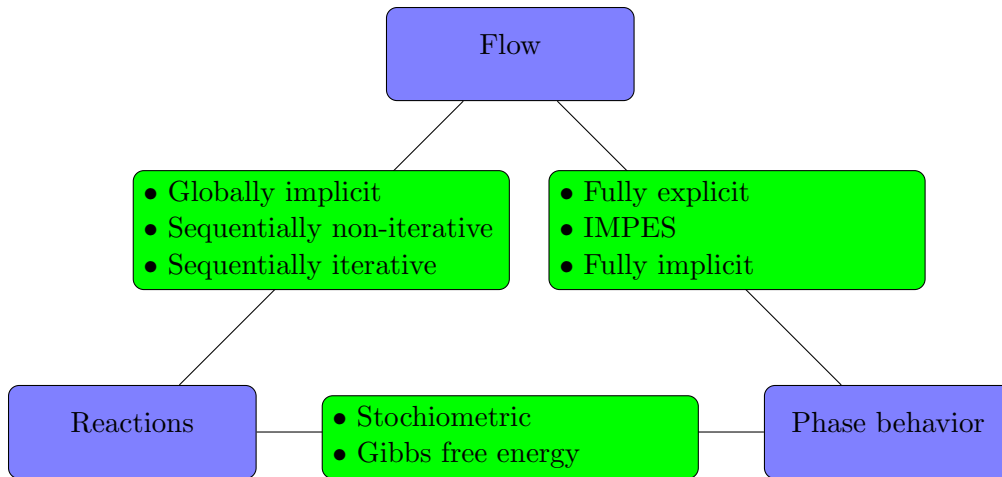 Flow
• Globally implicit
• Sequentially non-iterative
• Sequentially iterative
• Fully explicit
• IMPES
• Fully implicit
Reactions
• Stochiometric
• Gibbs free energy
Phase behavior